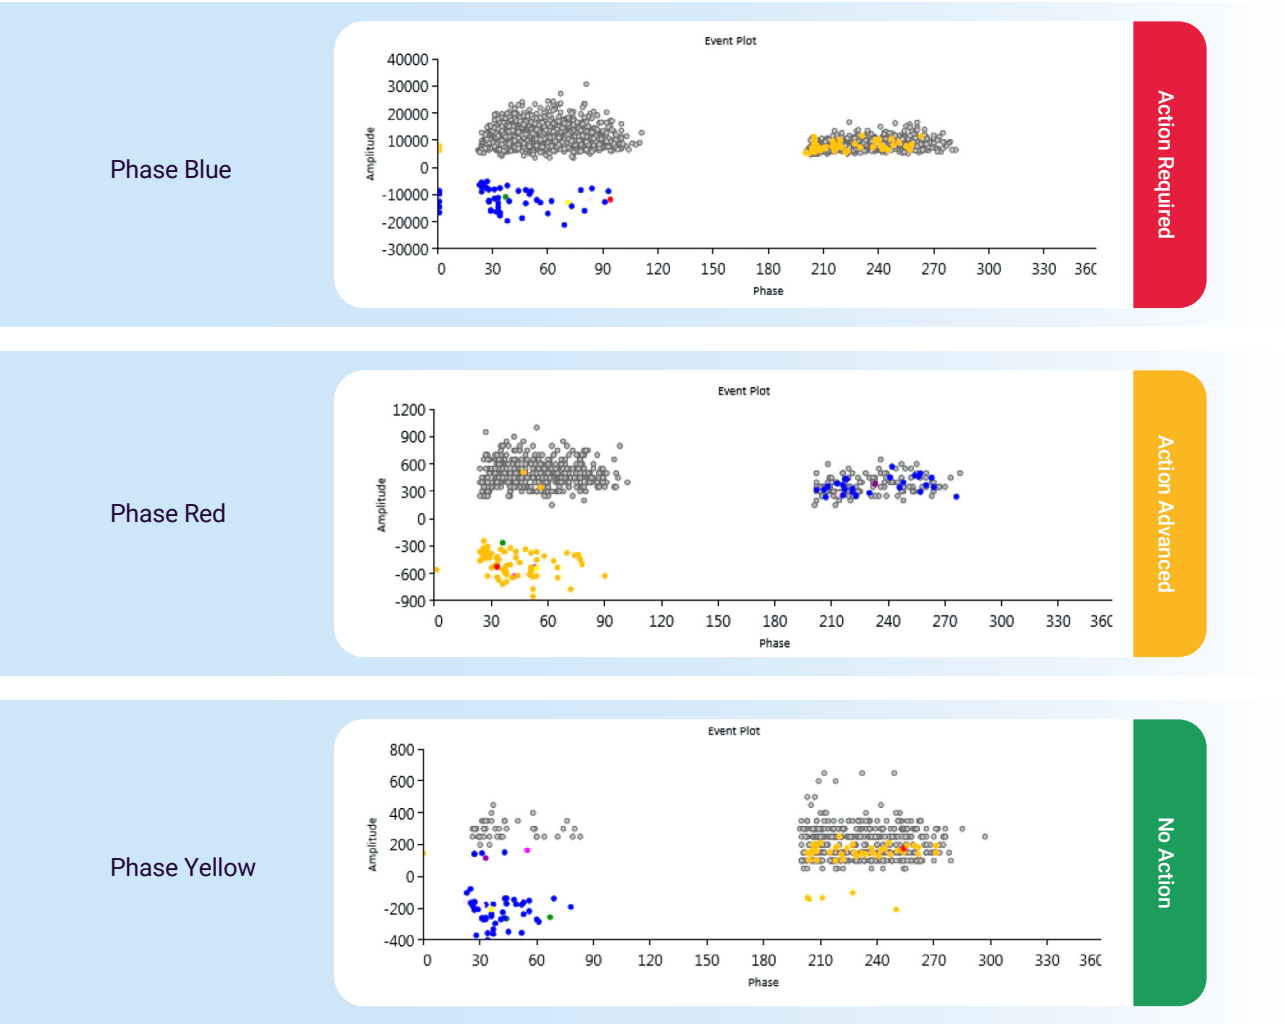 Phase Blue
Event Plot
Amplitude
40000
30000
20000
10000
0
-10000
-20000
-30000
0 30 60 90 120 150 180 210 240 270 300 330 360
Phase
Action Required
Phase Red
Event Plot
Amplitude
1200
900
600
300
0
-300
-600
-900
0 30 60 90 120 150 180 210 240 270 300 330 360
Phase
Action Advanced
Phase Yellow
Event Plot
Amplitude
800
600
400
200
0
-200
-400
0 30 60 90 120 150 180 210 240 270 300 330 360
Phase
No Action